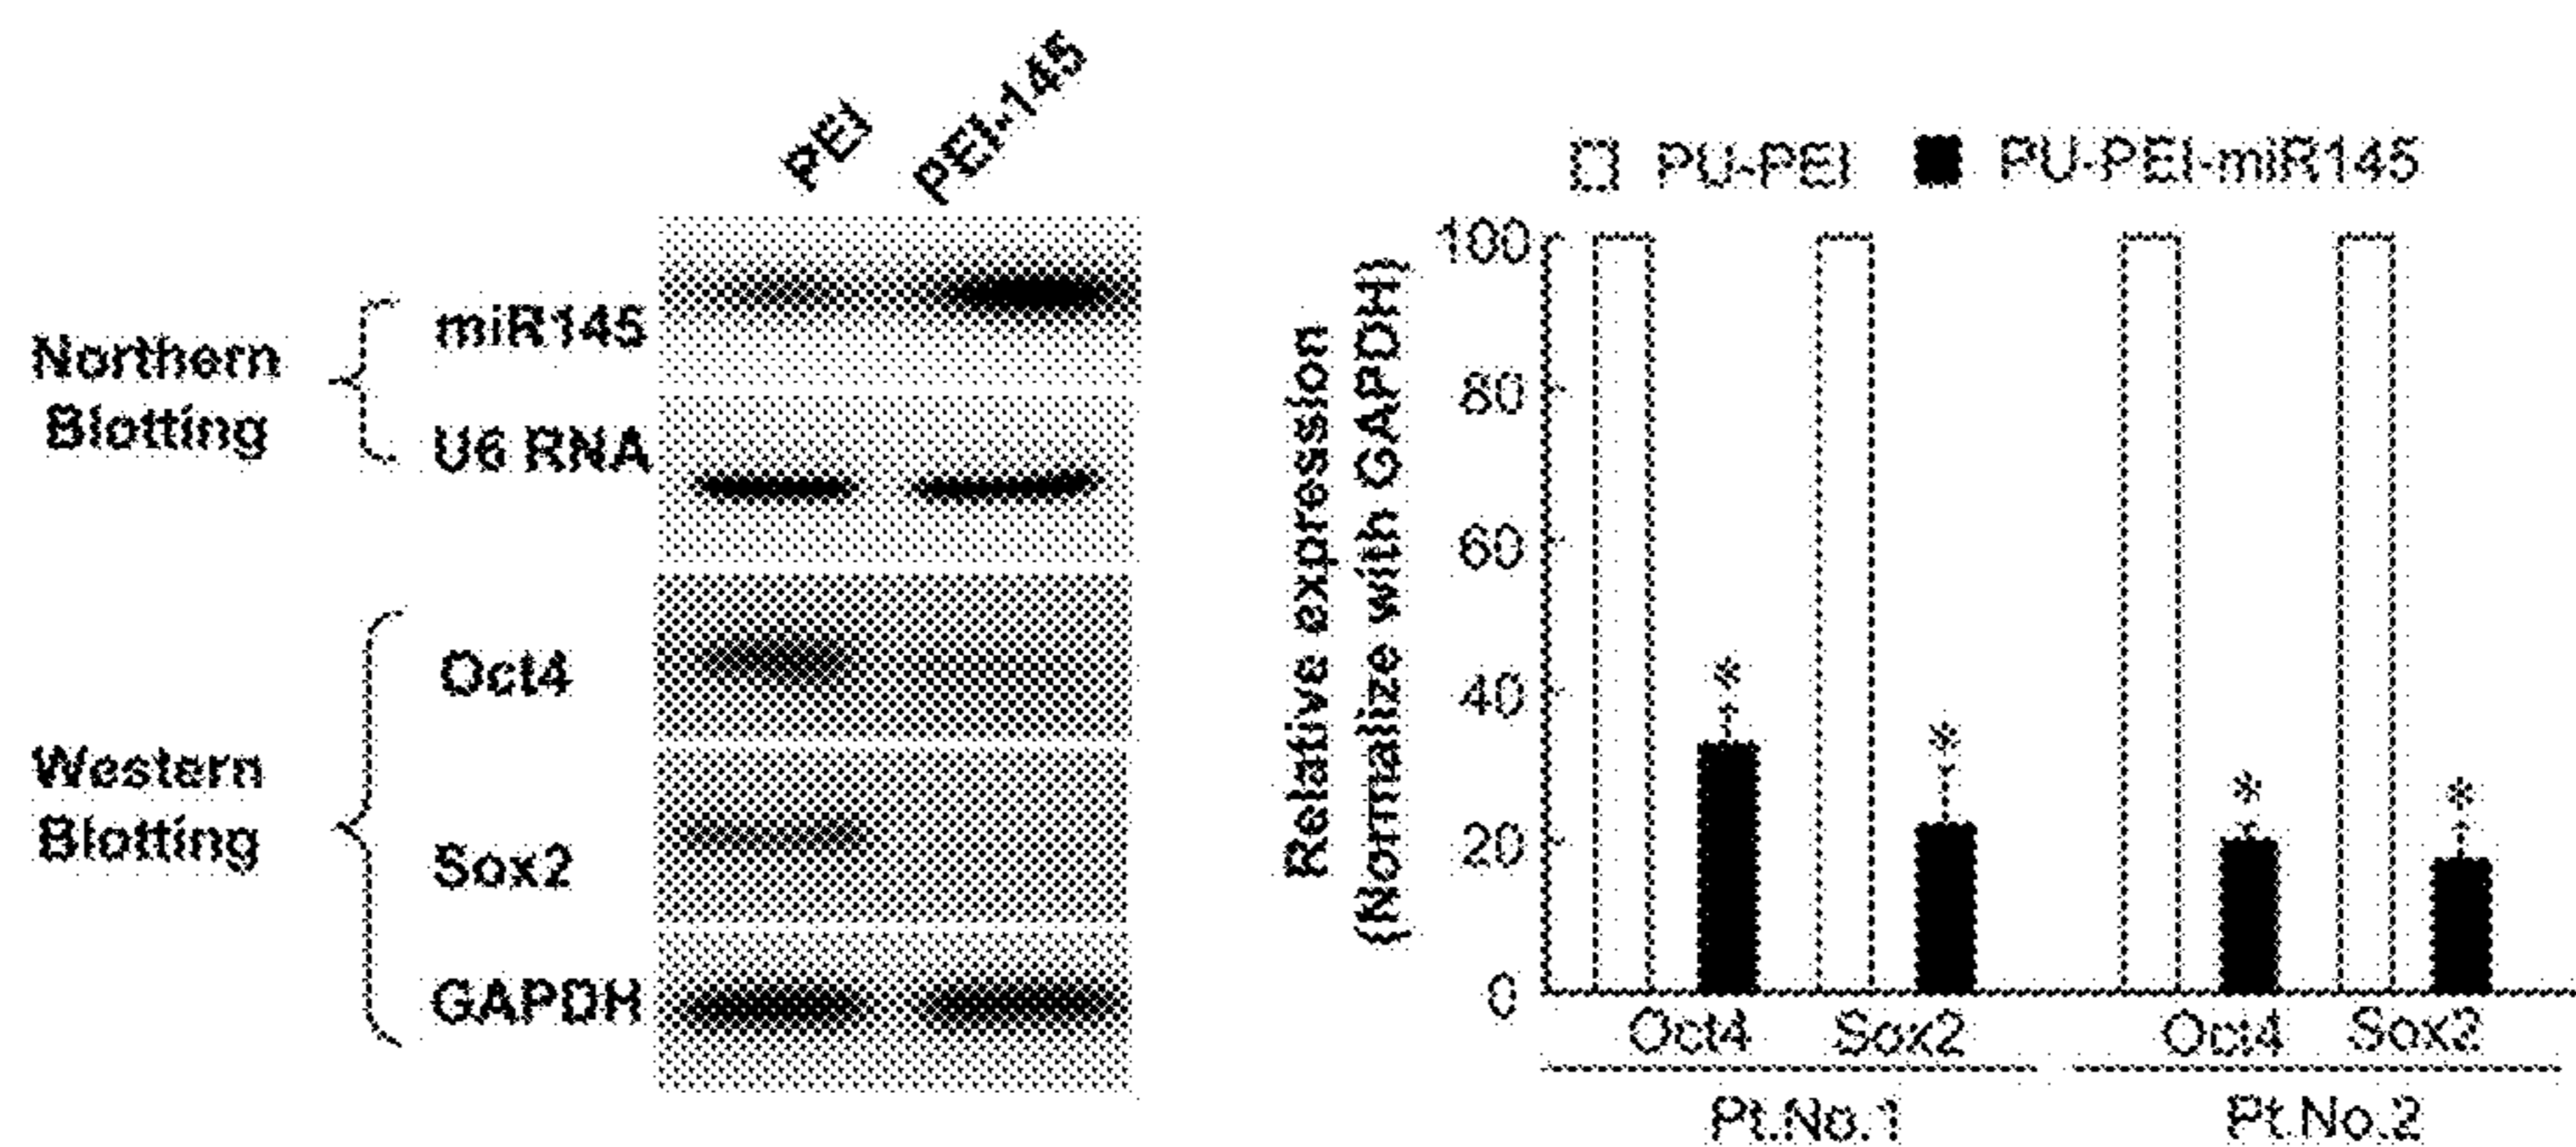 PEI
PEI-145
Northern
Blotting
miR145
U6 RNA
Western
Blotting
Oct4
Sox2
GAPDH
PU-PEI
PU-PEI-miR145
Relative expression
(Normalize with GAPDH)
100
80
60
40
20
0
*
*
*
*
Oct4
Sox2
Oct4
Sox2
Pt.No.1
Pt.No.2